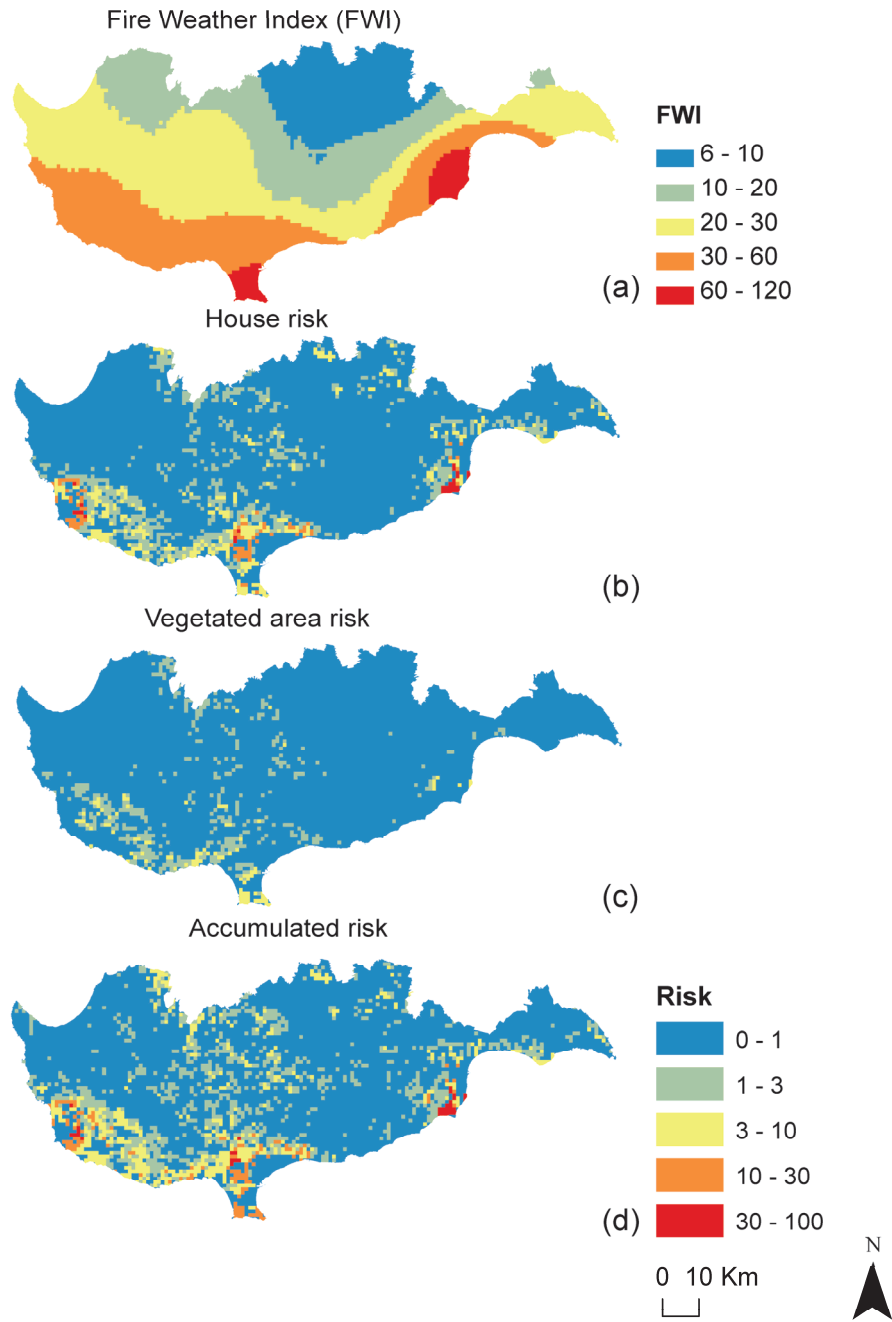 Fire Weather Index (FWI)
FWI
6 - 10
10 - 20
20 - 30
30 - 60
60 - 120
(a)
House risk
(b)
Vegetated area risk
(c)
Accumulated risk
Risk
0 - 1
1 - 3
3 - 10
10 - 30
30 - 100
(d)
0 10 Km
N